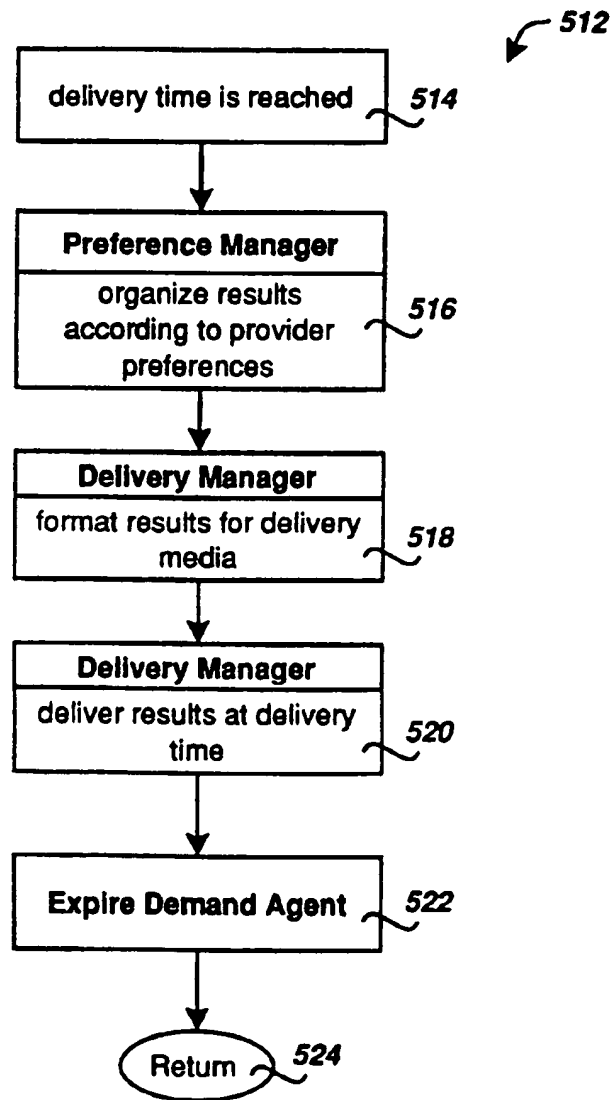 512
delivery time is reached
514
Preference Manager
organize results
according to provider
preferences
516
Delivery Manager
format results for delivery
media
518
Delivery Manager
deliver results at delivery
time
520
Expire Demand Agent
522
Return
524